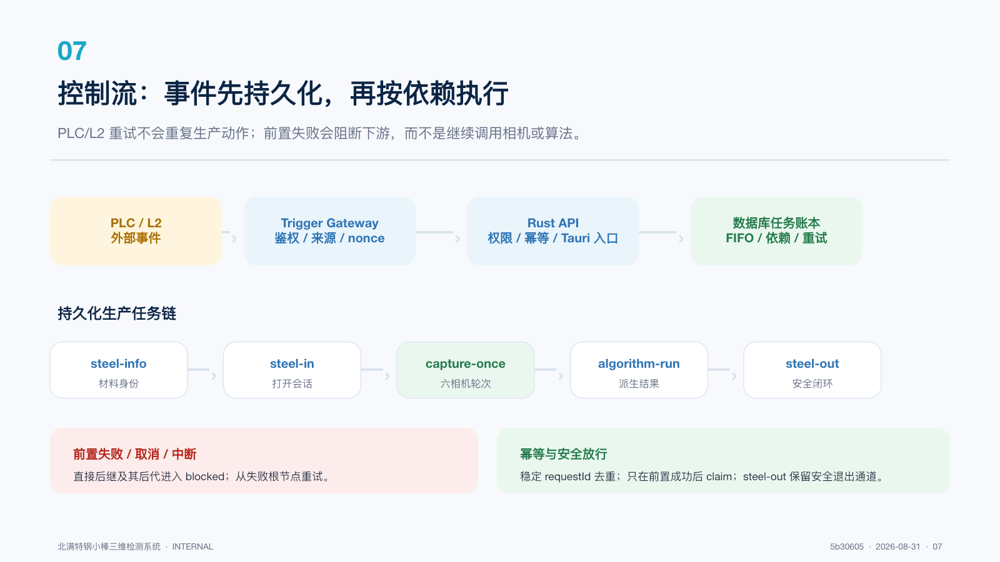 07
控制流：事件先持久化，再按依赖执行
PLC/L2 重试不会重复生产动作；前置失败会阻断下游，而不是继续调用相机或算法。
PLC / L2
外部事件
›
Trigger Gateway
鉴权 / 来源 / nonce
›
Rust API
权限 / 幂等 / Tauri 入口
›
数据库任务账本
FIFO / 依赖 / 重试
持久化生产任务链
steel-info
材料身份
›
steel-in
打开会话
›
capture-once
六相机轮次
›
algorithm-run
派生结果
›
steel-out
安全闭环
前置失败 / 取消 / 中断
直接后继及其后代进入 blocked；从失败根节点重试。
幂等与安全放行
稳定 requestId 去重；只在前置成功后 claim；steel-out 保留安全退出通道。
北满特钢小棒三维检测系统 · INTERNAL
5b30605 · 2026-08-31 · 07